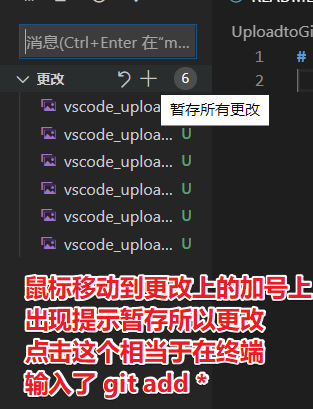 消息(Ctrl+Enter 在“m...
UploadtoGi
1
#
2
更改
6
暂存所有更改
vscode_uploa
vscode_uploa... U
vscode_uploa... U
vscode_uploa... U
vscode_uploa... U
vscode_uploa... U
鼠标移动到更改上的加号上
出现提示暂存所以更改
点击这个相当于在终端
输入了 git add *